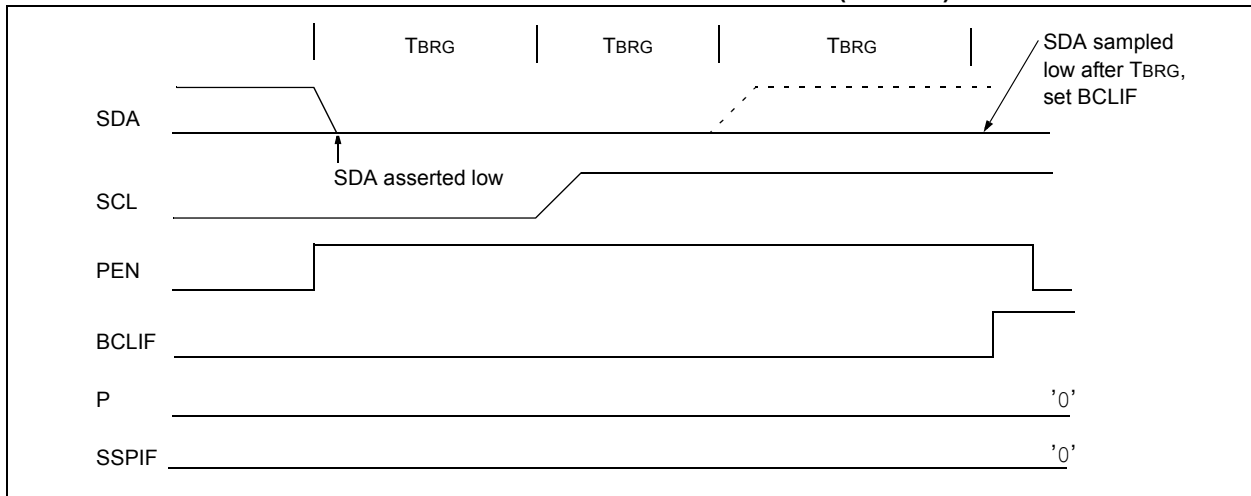 TBRG TBRG TBRG
SDA sampled
low after TBRG,
set BCLIF
SDA
SDA asserted low
SCL
PEN
BCLIF
P '0'
SSPIF '0'